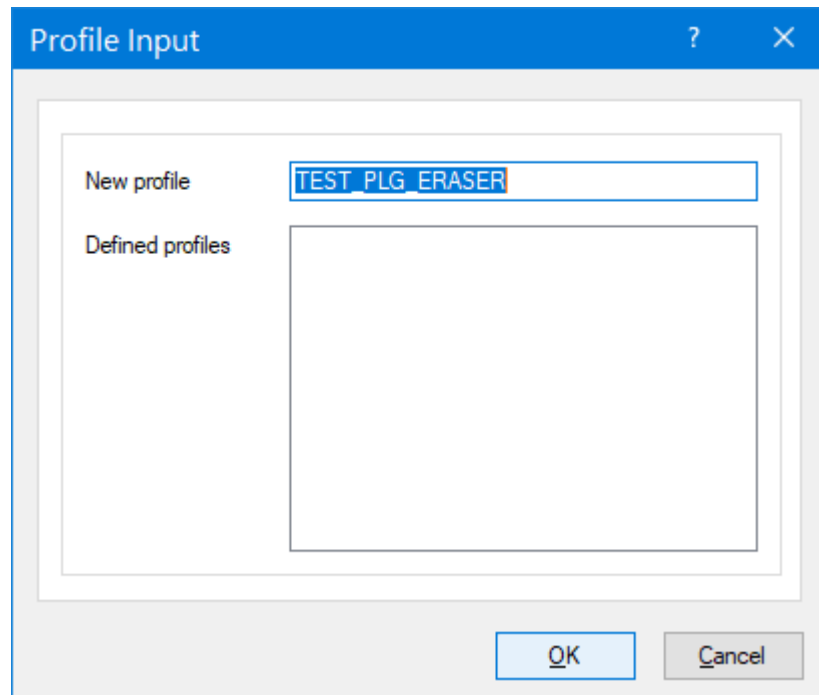 Profile Input ?
New profile TEST_PLG_ERASER
Defined profiles
OK Cancel